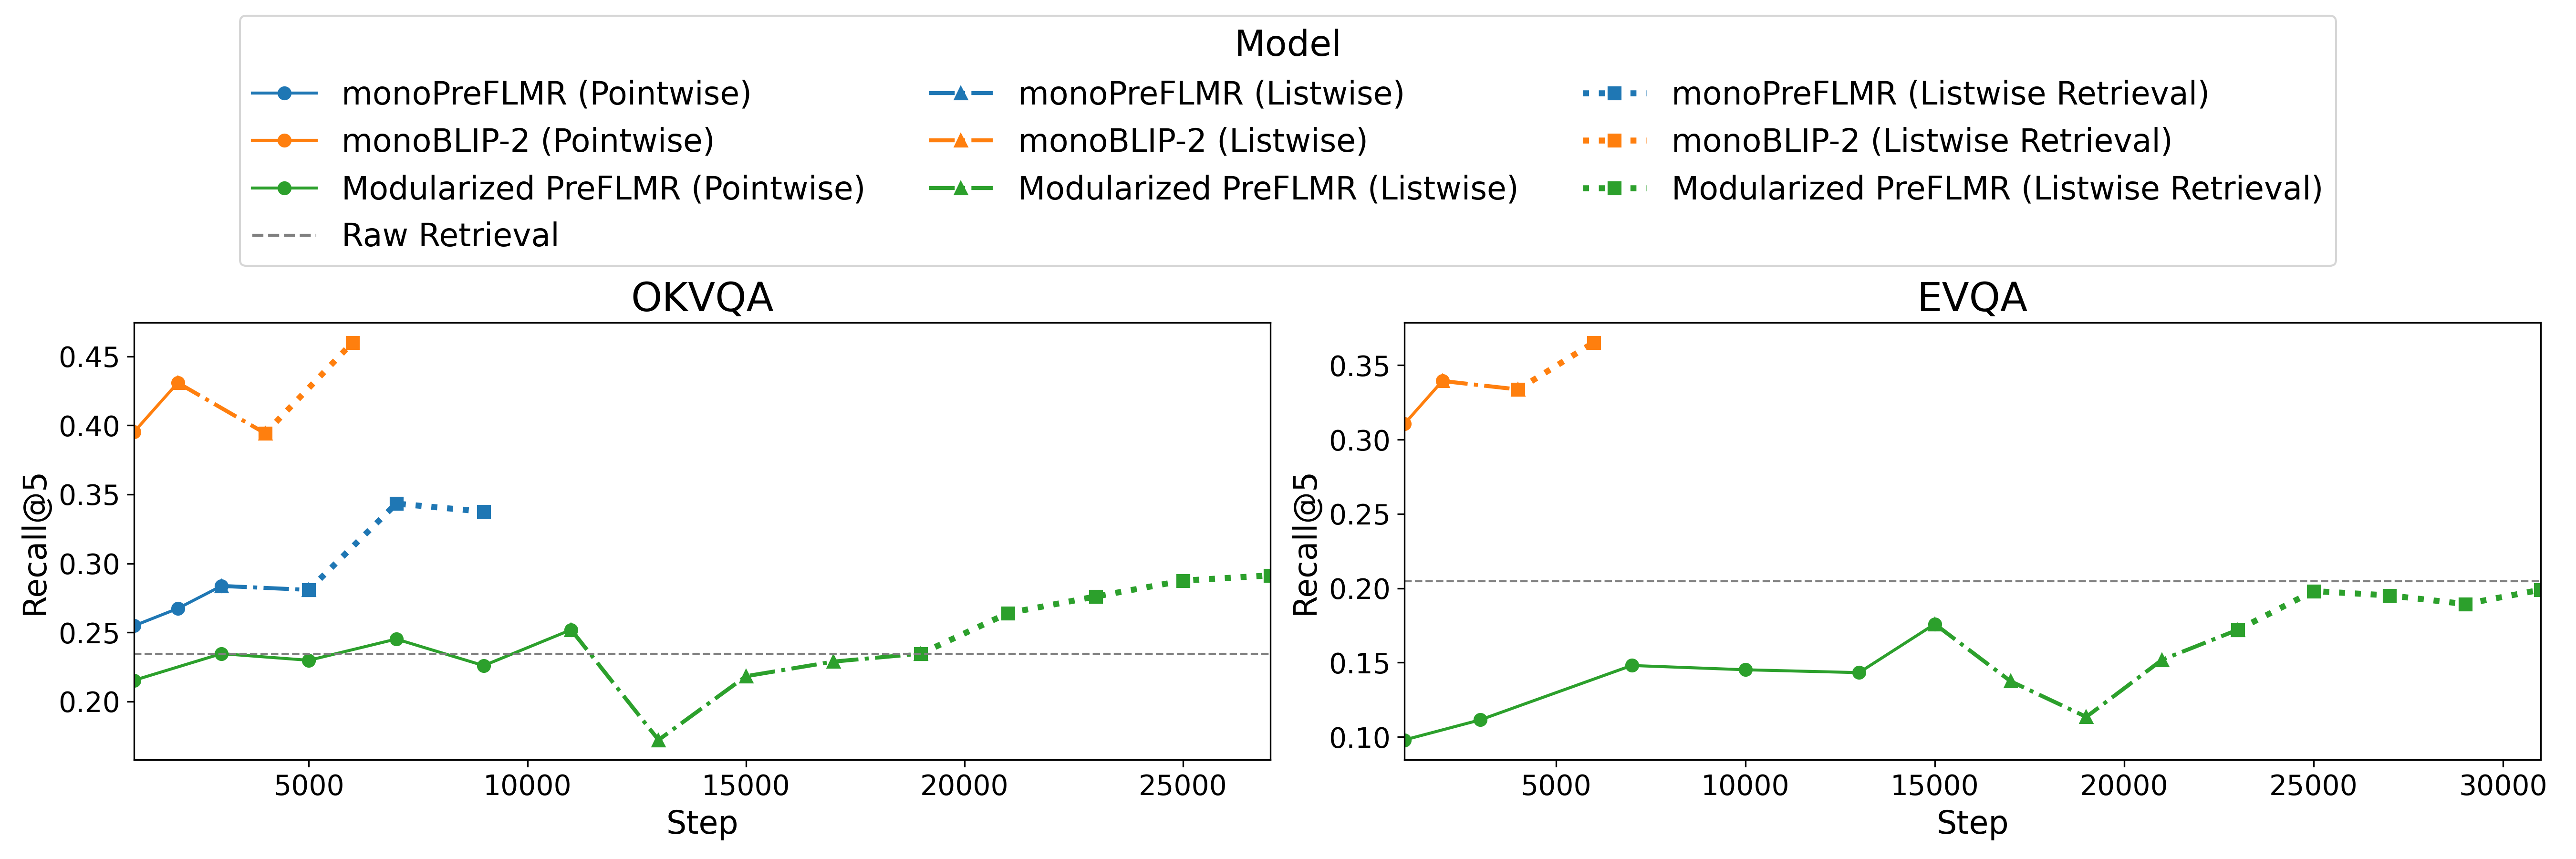 Model
monoPreFLMR (Pointwise)
monoBLIP-2 (Pointwise)
Modularized PreFLMR (Pointwise)
Raw Retrieval
monoPreFLMR (Listwise)
monoBLIP-2 (Listwise)
Modularized PreFLMR (Listwise)
monoPreFLMR (Listwise Retrieval)
monoBLIP-2 (Listwise Retrieval)
Modularized PreFLMR (Listwise Retrieval)
OKVQA
Recall@5
0.45
0.40
0.35
0.30
0.25
0.20
5000 10000 15000 20000 25000
Step
EVQA
Recall@5
0.35
0.30
0.25
0.20
0.15
0.10
5000 10000 15000 20000 25000 30000
Step